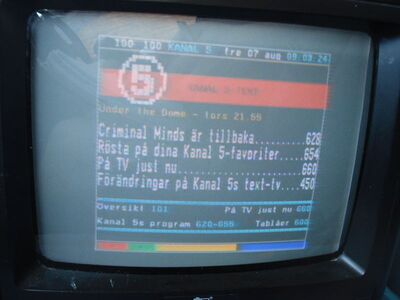 100 100 KANAL 5 fre 07 aug 09:03:24
5
KANAL 5 TEXT
Under the Dome - tors 21.55
Criminal Minds är tillbaka.......628
Rösta på dina Kanal 5-favoriter...654
På TV just nu....................660
Förändringar på Kanal 5s text-tv...450
Översikt 101 På TV just nu 660
Kanal 5s program 620-655 Tablåer 600